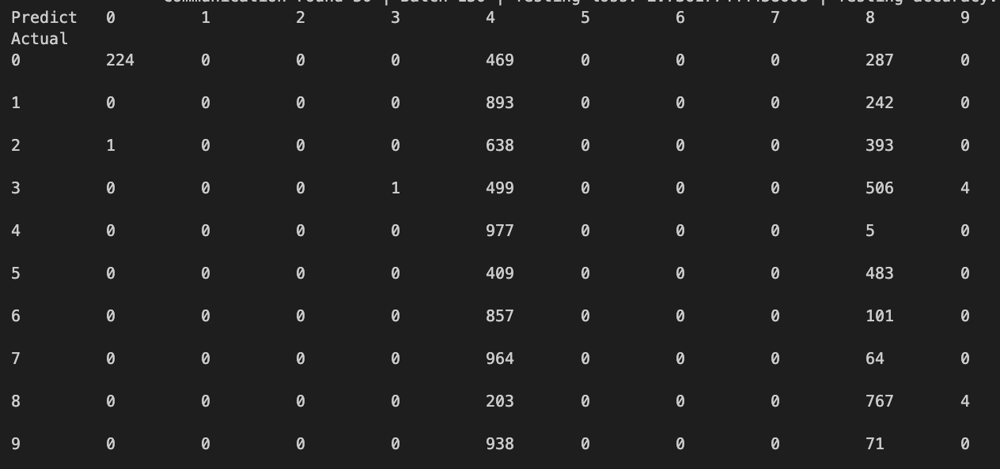 Predict 0 1 2 3 4 5 6 7 8 9
Actual
0 224 0 0 0 469 0 0 0 287 0
1 0 0 0 0 893 0 0 0 242 0
2 1 0 0 0 638 0 0 0 393 0
3 0 0 0 1 499 0 0 0 506 4
4 0 0 0 0 977 0 0 0 5 0
5 0 0 0 0 409 0 0 0 483 0
6 0 0 0 0 857 0 0 0 101 0
7 0 0 0 0 964 0 0 0 64 0
8 0 0 0 0 203 0 0 0 767 4
9 0 0 0 0 938 0 0 0 71 0